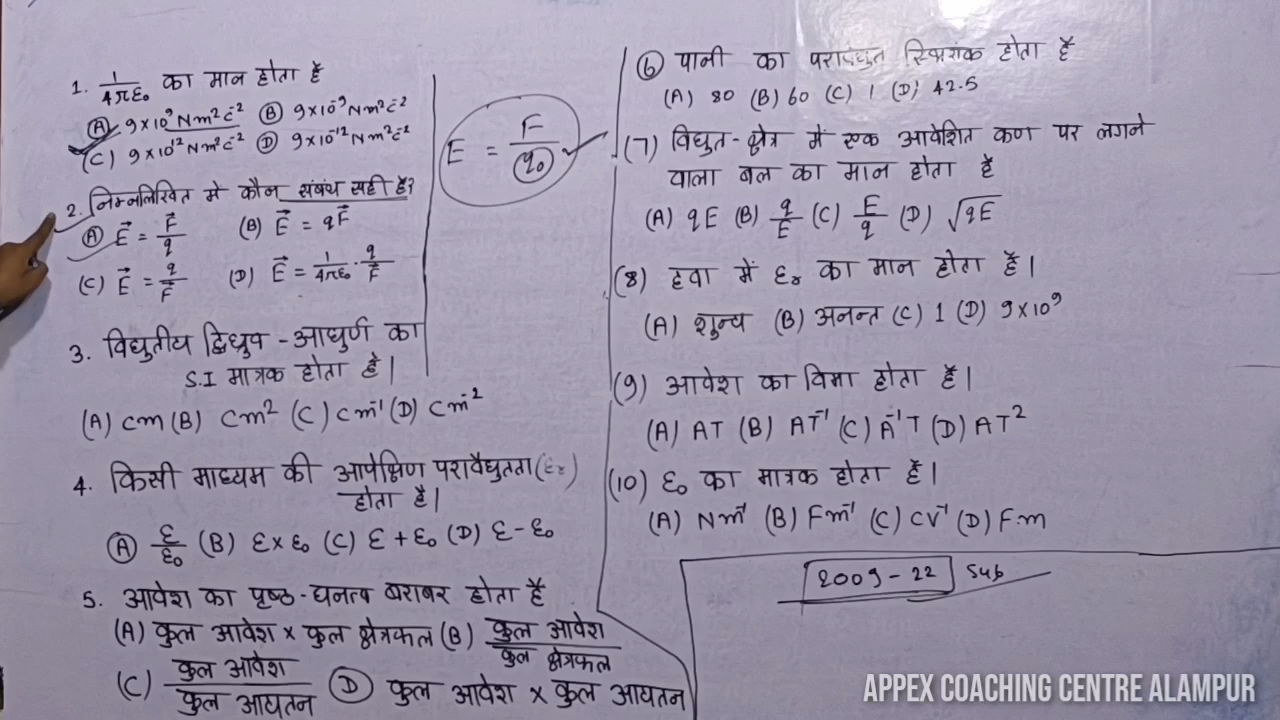 1. 1/4πε₀ का मान होता है
(A) 9×10⁹ Nm²c⁻² (B) 9×10⁻⁹ Nm²c⁻²
(C) 9×10¹² Nm²c⁻² (D) 9×10⁻¹² Nm²c⁻²
2. निम्नलिखित में कौन संबंध सही है?
(A) E⃗ = F⃗/q (B) E⃗ = qF⃗
(C) E⃗ = q/F⃗ (D) E⃗ = 1/4πε₀ · q/F⃗
3. विधुतीय द्विध्रुव - आधुर्ण का
S.I मात्रक होता है |
(A) cm (B) cm² (C) cm⁻¹ (D) cm⁻²
4. किसी माध्यम की आपेक्षिण परावैधुतता (εr)
होता है |
(A) ε/ε₀ (B) ε×ε₀ (C) ε+ε₀ (D) ε-ε₀
5. आवेश का पृष्ठ - घनत्व बराबर होता है
(A) कुल आवेश × कुल क्षेत्रफल (B) कुल आवेश/कुल क्षेत्रफल
(C) कुल आवेश/कुल आयतन (D) कुल आवेश × कुल आयतन
E = F/q₀
(6) पानी का स्थिरांक होता है
(A) 80 (B) 60 (C) 1 (D) 42.5
(7) विधुत - क्षेत्र में एक आवेशित कण पर लगने
वाला बल का मान होता है
(A) qE (B) q/E (C) E/q (D) √qE
(8) हवा में εr का मान होता है |
(A) शुन्य (B) अनन्त (C) 1 (D) 9×10⁹
(9) आवेश का विमा होता है |
(A) AT (B) AT⁻¹ (C) A⁻¹T (D) AT²
(10) ε₀ का मात्रक होता है |
(A) Nm⁻¹ (B) Fm⁻¹ (C) CV⁻¹ (D) F.m
2009 - 22 Sub
APPEX COACHING CENTRE ALAMPUR